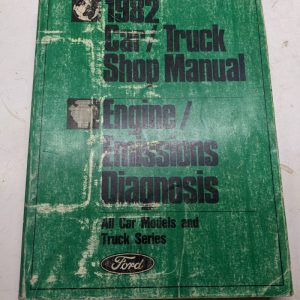 1982
Car/Truck
Shop Manual
Engine/
Emissions
Diagnosis
All Car Models and
Truck Series
Ford